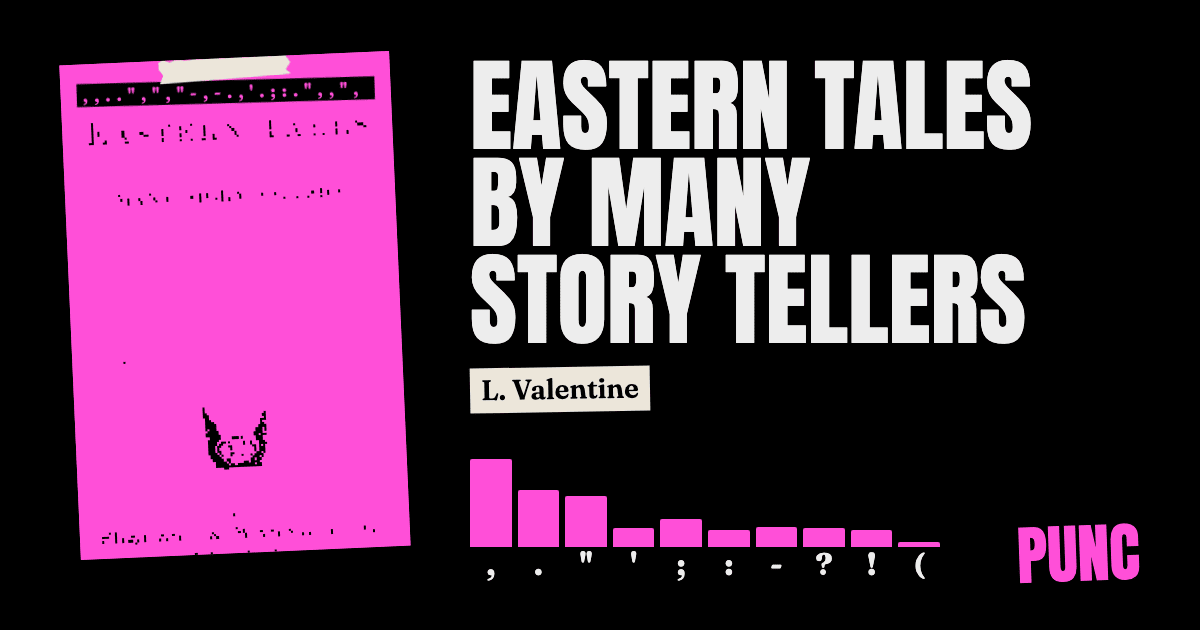 ,,..",","-,-.,'.;:.",,",
EASTERN TALES
BY MANY
STORY TELLERS
L. Valentine
, . " ' ; : - ? ! (
PUNC